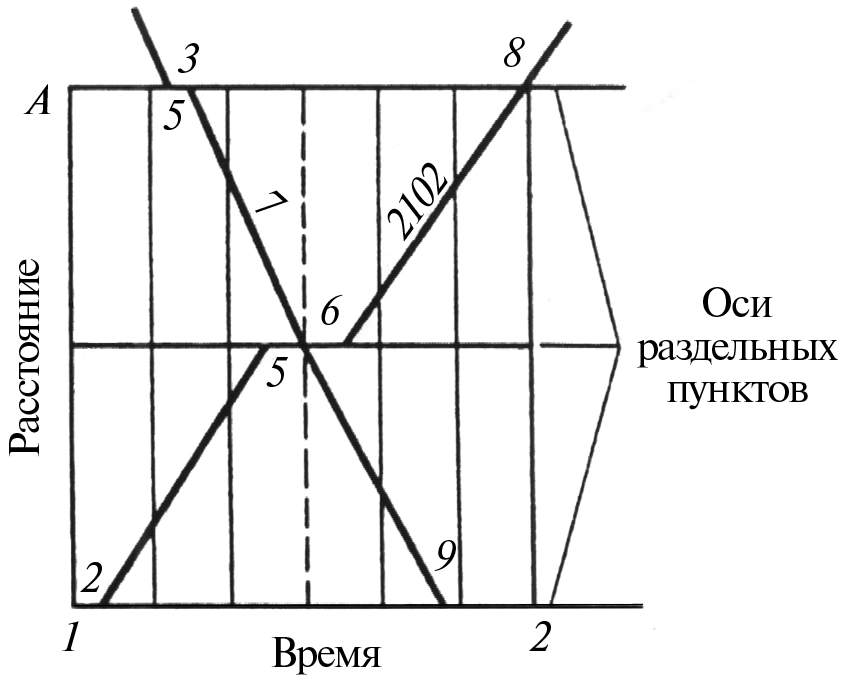 3
8
А
5
7
2102
6
Оси
раздельных
пунктов
5
Расстояние
2
9
1
Время
2